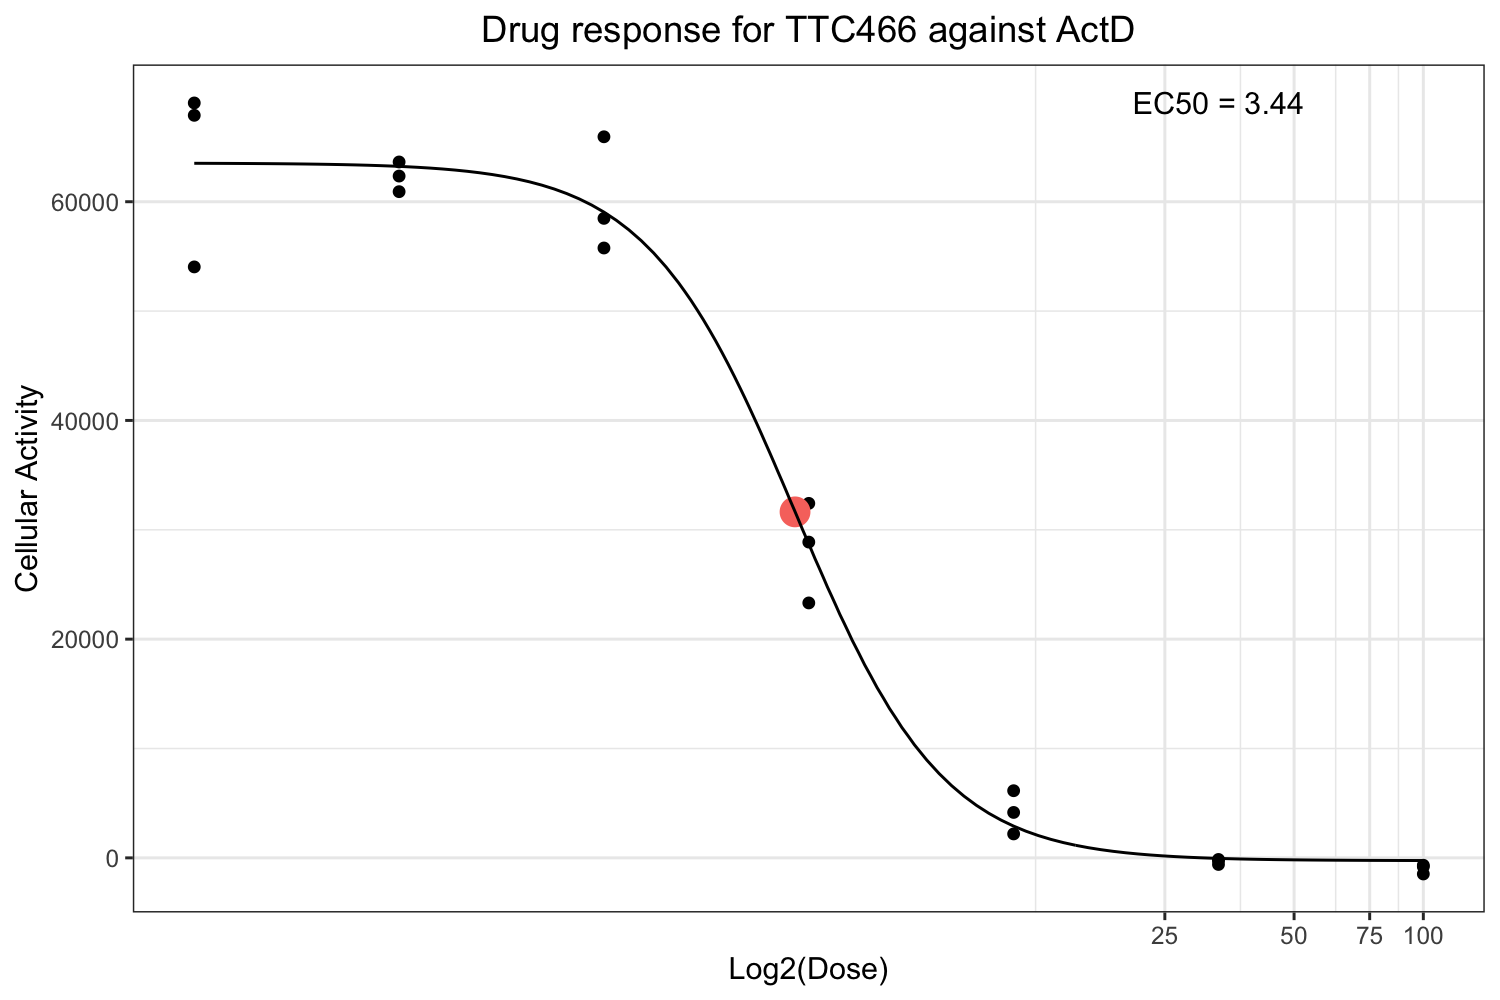 Drug response for TTC466 against ActD
EC50 = 3.44
60000
40000
20000
0
Cellular Activity
25 50 75 100
Log2(Dose)